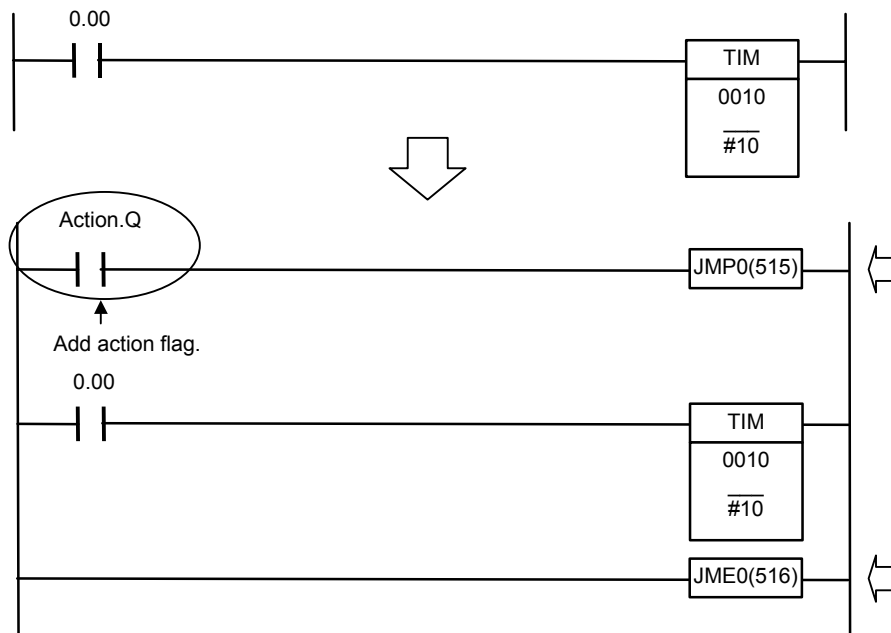 0.00
TIM
0010
#10
Action.Q
JMP0(515)
Add action flag.
0.00
TIM
0010
#10
JME0(516)